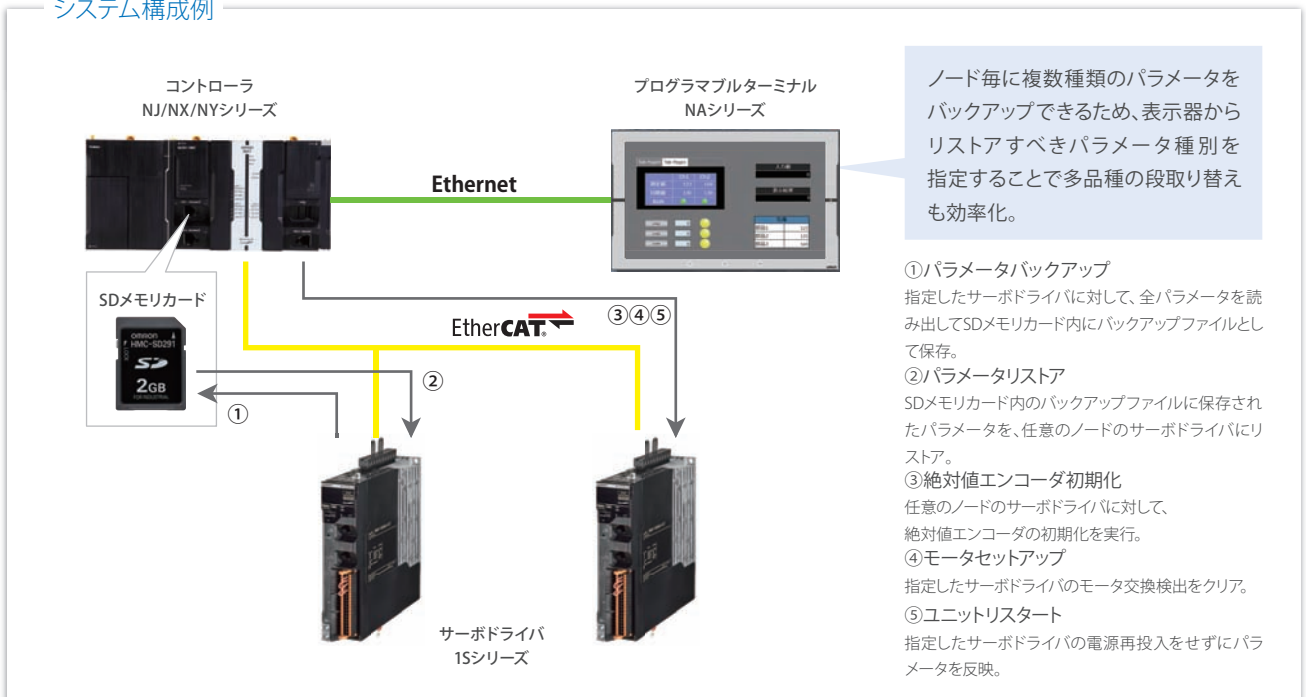 システム構成例
コントローラ
NJ/NX/NYシリーズ
プログラマブルターミナル
NAシリーズ
Ethernet
ノード毎に複数種類のパラメータを
バックアップできるため、表示器から
リストアすべきパラメータ種別を
指定することで多品種の段取り替え
も効率化。
SDメモリカード
OMRON
HMC-SD291
SD
2GB
FOR INDUSTRIAL
EtherCAT®
③④⑤
②
①
サーボドライバ
1Sシリーズ
①パラメータバックアップ
指定したサーボドライバに対して、全パラメータを読
み出してSDメモリカード内にバックアップファイルとし
て保存。
②パラメータリストア
SDメモリカード内のバックアップファイルに保存され
たパラメータを、任意のノードのサーボドライバにリ
ストア。
③絶対値エンコーダ初期化
任意のノードのサーボドライバに対して、
絶対値エンコーダの初期化を実行。
④モータセットアップ
指定したサーボドライバのモータ交換検出をクリア。
⑤ユニットリスタート
指定したサーボドライバの電源再投入をせずにパラ
メータを反映。